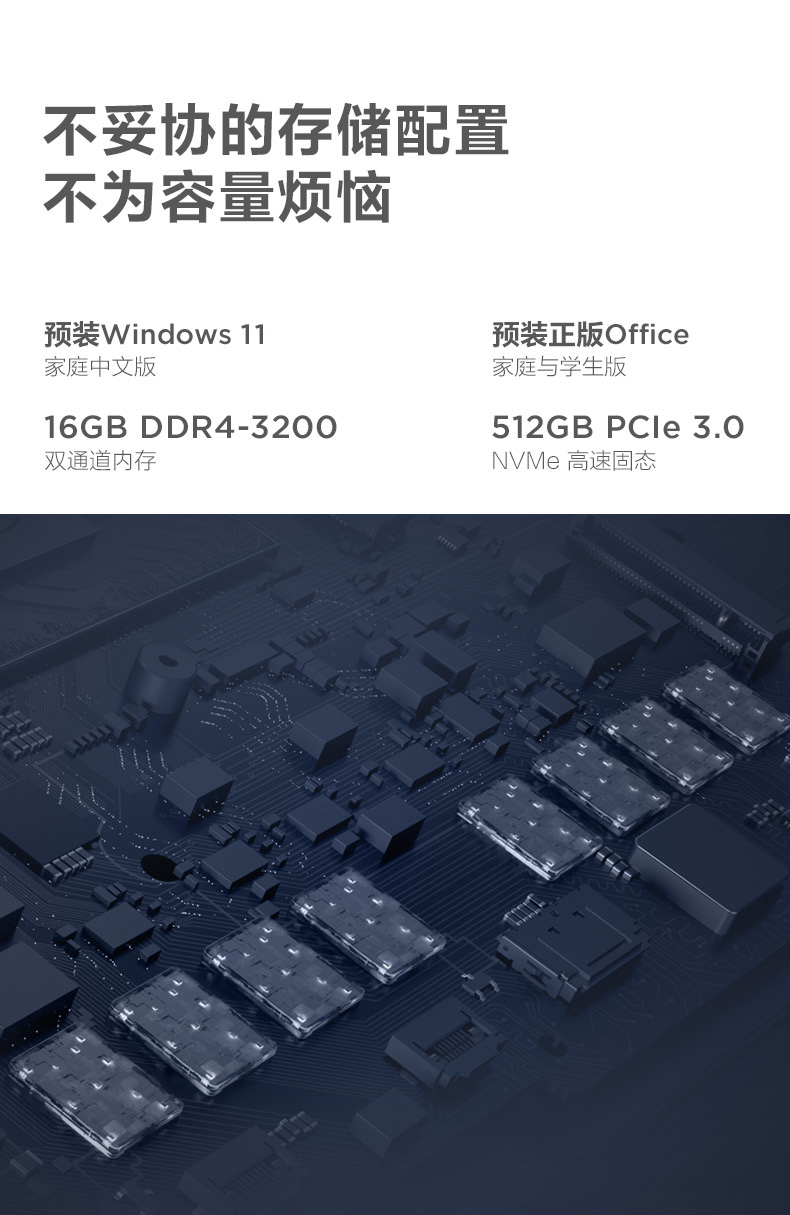 不妥协的存储配置
不为容量烦恼
预装Windows 11
家庭中文版
预装正版Office
家庭与学生版
16GB DDR4-3200
双通道内存
512GB PCIe 3.0
NVMe 高速固态